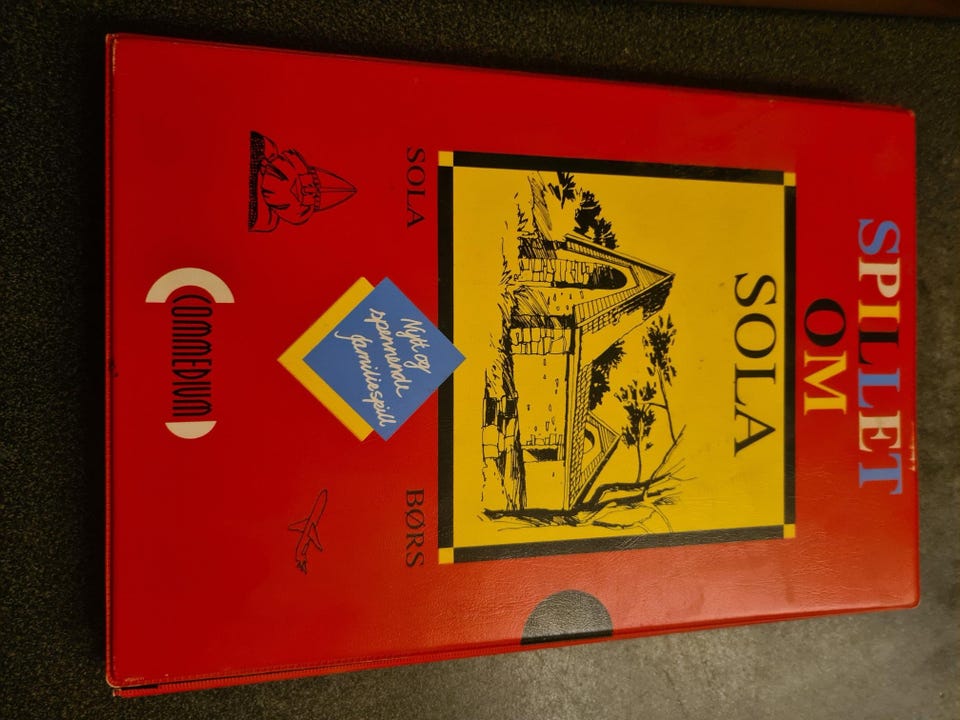 SPILLET
OM
SOLA
SOLA BØRS
Nytt og
spennende
familiespill
COMMEDIUM